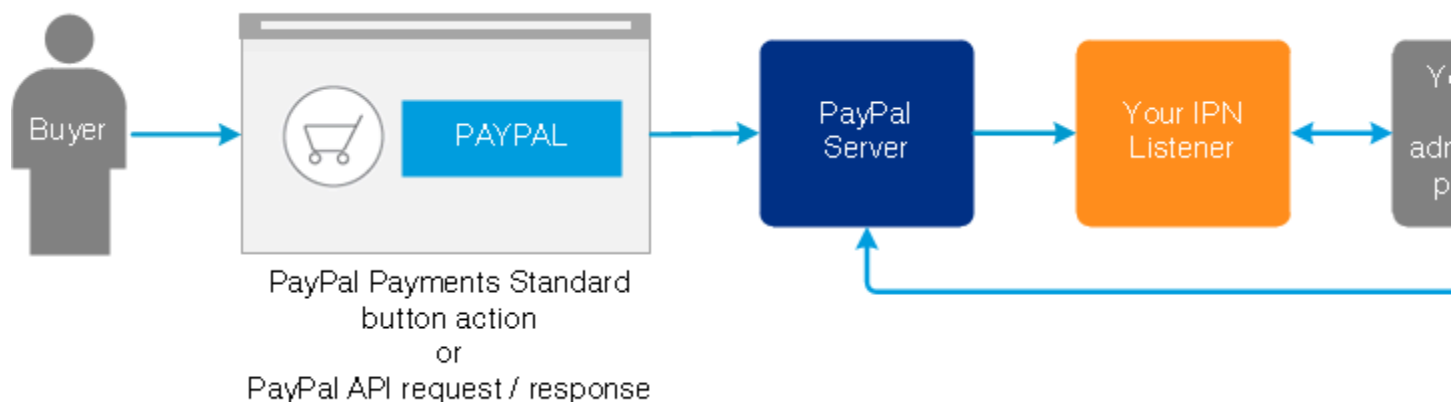 Buyer
PAYPAL
PayPal Payments Standard
button action
or
PayPal API request / response
PayPal
Server
Your IPN
Listener